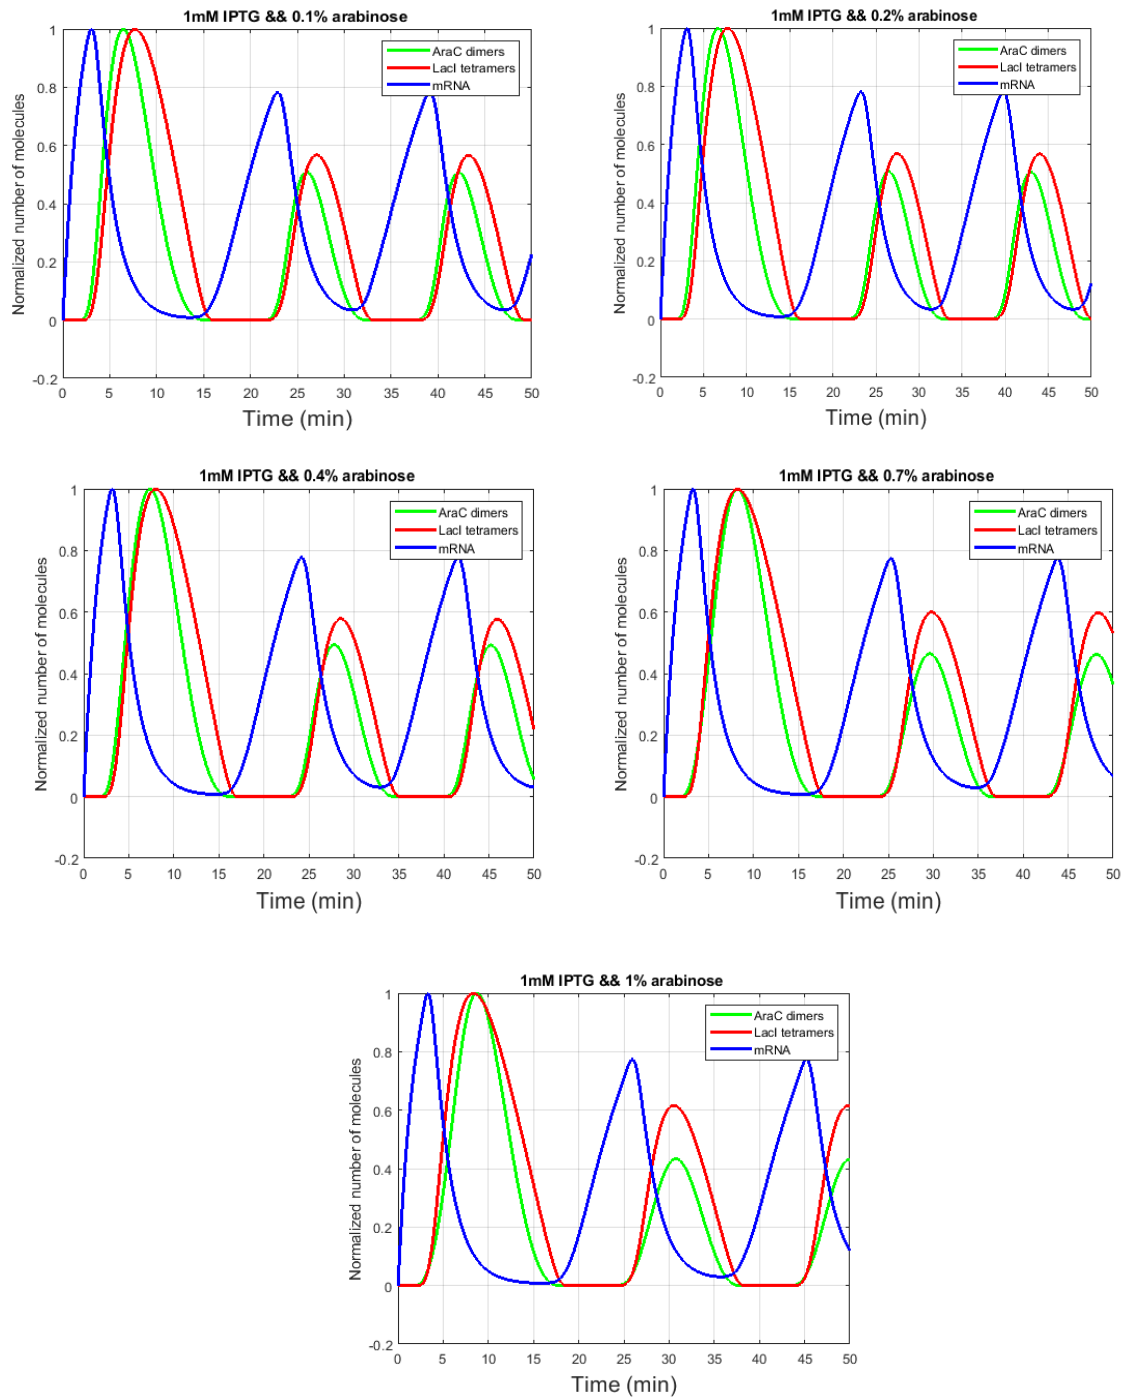 1mM IPTG && 0.1% arabinose
Normalized number of molecules
1
0.8
0.6
0.4
0.2
0
-0.2
AraC dimers
LacI tetramers
mRNA
0 5 10 15 20 25 30 35 40 45 50
Time (min)
1mM IPTG && 0.2% arabinose
Normalized number of molecules
1
0.8
0.6
0.4
0.2
0
-0.2
AraC dimers
LacI tetramers
mRNA
0 5 10 15 20 25 30 35 40 45 50
Time (min)
1mM IPTG && 0.4% arabinose
Normalized number of molecules
1
0.8
0.6
0.4
0.2
0
-0.2
AraC dimers
LacI tetramers
mRNA
0 5 10 15 20 25 30 35 40 45 50
Time (min)
1mM IPTG && 0.7% arabinose
Normalized number of molecules
1
0.8
0.6
0.4
0.2
0
-0.2
AraC dimers
LacI tetramers
mRNA
0 5 10 15 20 25 30 35 40 45 50
Time (min)
1mM IPTG && 1% arabinose
Normalized number of molecules
1
0.8
0.6
0.4
0.2
0
-0.2
AraC dimers
LacI tetramers
mRNA
0 5 10 15 20 25 30 35 40 45 50
Time (min)